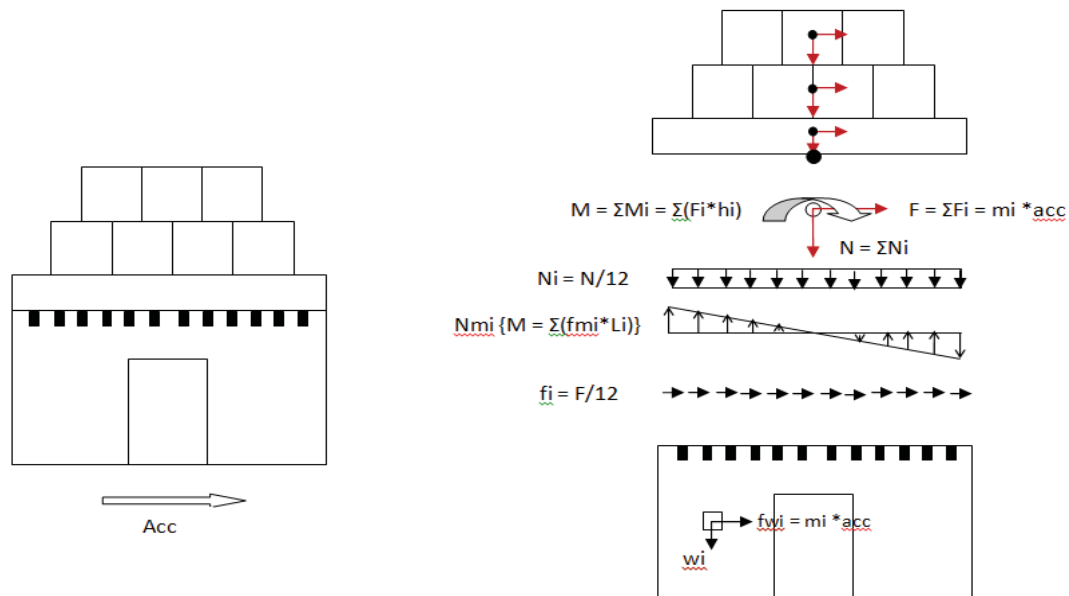 Acc
M = ΣMi = Σ(Fi*hi)
F = ΣFi = mi *acc
N = ΣNi
Ni = N/12
Nmi {M = Σ(fmi*Li)}
fi = F/12
fwi = mi *acc
wi